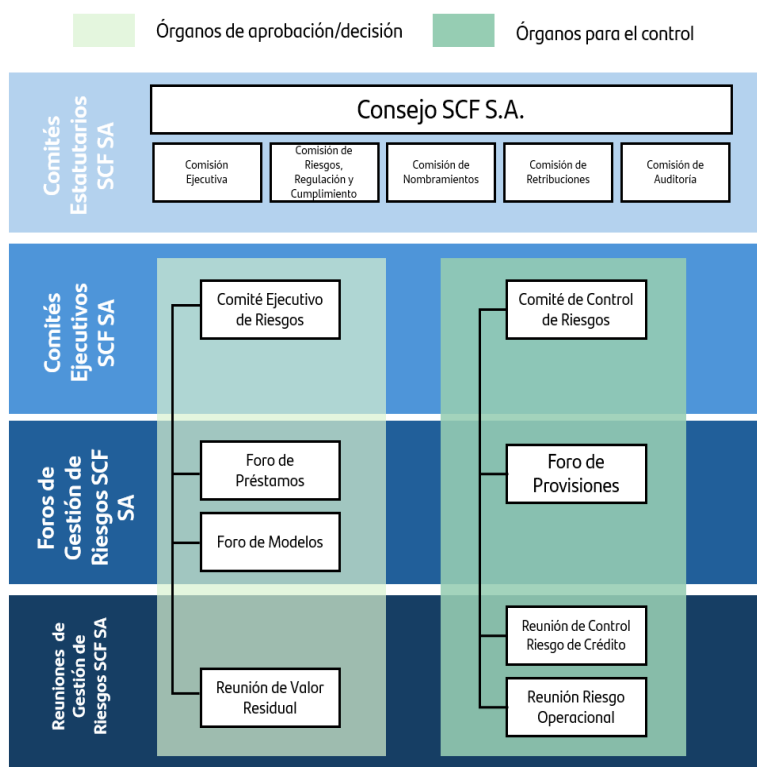 Órganos de aprobación/decisión
Órganos para el control
Comités
Estatutarios
SCF SA
Consejo SCF S.A.
Comisión
Ejecutiva
Comisión de
Riesgos,
Regulación y
Cumplimiento
Comisión de
Nombramientos
Comisión de
Retribuciones
Comisión de
Auditoría
Comités
Ejecutivos
SCF SA
Comité Ejecutivo
de Riesgos
Comité de Control
de Riesgos
Foros de
Gestión de
Riesgos SCF
SA
Foro de
Préstamos
Foro de Modelos
Foro de
Provisiones
Reuniones de
Gestión de
Riesgos SCF SA
Reunión de Valor
Residual
Reunión de Control
Riesgo de Crédito
Reunión Riesgo
Operacional